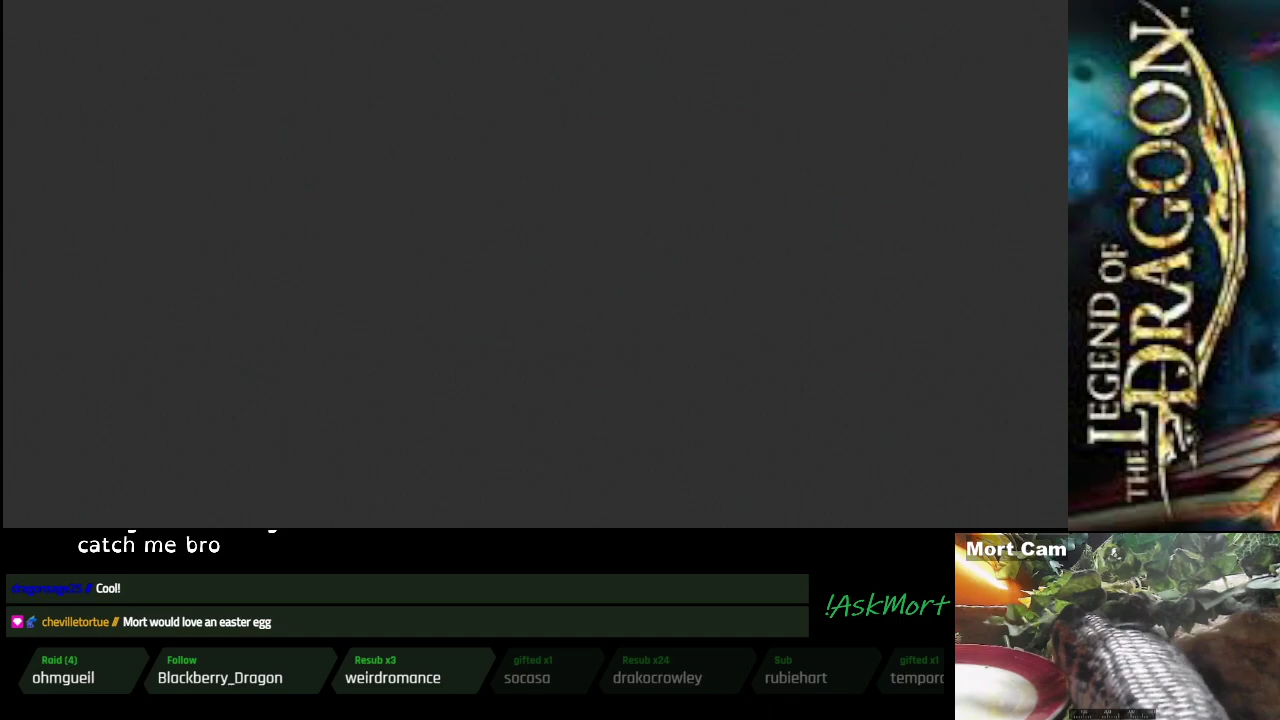 THE LEGEND OF
DRAGOON
catch me bro
Mort Cam
dragonsage25 // Cool!
!AskMort
chevilletortue // Mort would love an easter egg
Raid (4)
ohmgueil
Follow
Blackberry_Dragon
Resub x3
weirdromance
gifted x1
socasa
Resub x24
drakocrowley
Sub
rubiehart
gifted x1